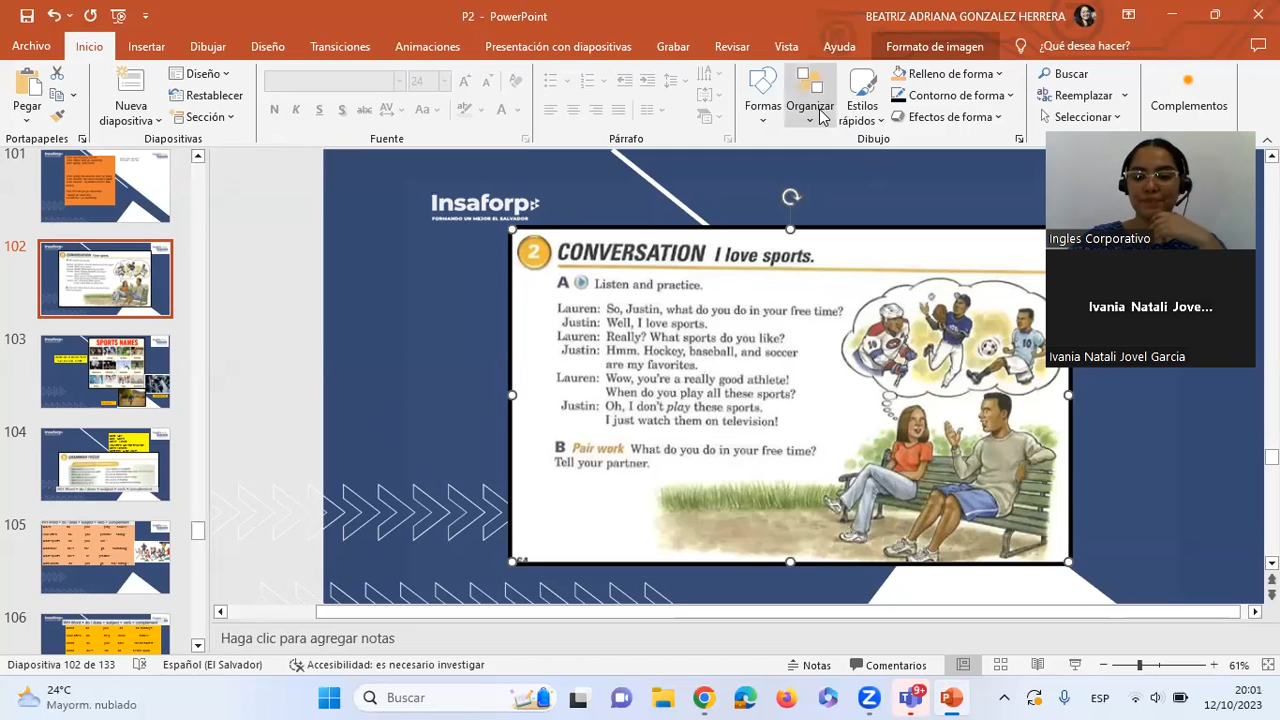 P2 - PowerPoint
BEATRIZ ADRIANA GONZALEZ HERRERA
Archivo
Inicio
Insertar
Dibujar
Diseño
Transiciones
Animaciones
Presentación con diapositivas
Grabar
Revisar
Vista
Ayuda
Formato de imagen
¿Qué desea hacer?
Pegar
Nueva
diapositiva
Diseño
Restablecer
Sección
24
N
K
S
S
abc
AV
Aa
A
Formas
Organizar
Estilos
rápidos
Relleno de forma
Contorno de forma
Efectos de forma
Buscar
Reemplazar
Seleccionar
Complementos
Portapapeles
Diapositivas
Fuente
Párrafo
Dibujo
101
102
103
SPORTS NAMES
104
105
106
Insaforp
FORMANDO UN MEJOR EL SALVADOR
2 CONVERSATION I love sports.
A Listen and practice.
Lauren: So, Justin, what do you do in your free time?
Justin: Well, I love sports.
Lauren: Really? What sports do you like?
Justin: Hmm. Hockey, baseball, and soccer
are my favorites.
Lauren: Wow, you're a really good athlete!
When do you play all these sports?
Justin: Oh, I don't play these sports.
I just watch them on television!
B Pair work What do you do in your free time?
Tell your partner.
64
Ingles Corporativo
Ivania Natali Jove...
Ivania Natali Jovel Garcia
Haga clic para agregar notas
Diapositiva 102 de 133
Español (El Salvador)
Accesibilidad: es necesario investigar
Notas
Comentarios
61%
24°C
Mayorm. nublado
Buscar
9+
ESP
20:01
12/10/2023